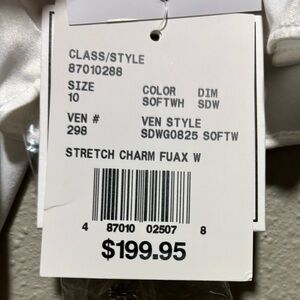 CLASS/STYLE
87010288
SIZE COLOR DIM
10 SOFTWH SDW
VEN # VEN STYLE
298 SDWG0825 SOFTW
STRETCH CHARM FUAX W
4 87010 02507 8
$199.95